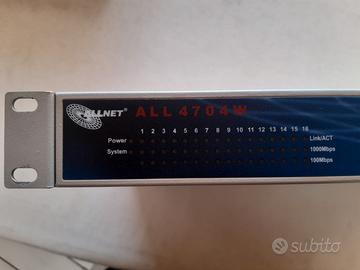 ALLNET®
ALL 4704W
1 2 3 4 5 6 7 8 9 10 11 12 13 14 15 16
Power Link/ACT
System 1000Mbps
100Mbps
subito